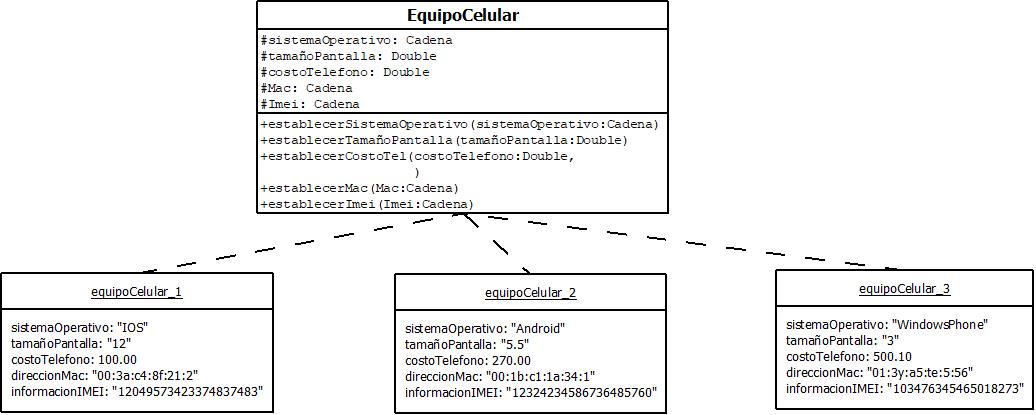 EquipoCelular
#sistemaOperativo: Cadena
#tamañoPantalla: Double
#costoTelefono: Double
#Mac: Cadena
#Imei: Cadena
+establecerSistemaOperativo(sistemaOperativo:Cadena)
+establecerTamañoPantalla(tamañoPantalla:Double)
+establecerCostoTel(costoTelefono:Double,
)
+establecerMac(Mac:Cadena)
+establecerImei(Imei:Cadena)
equipoCelular_1
sistemaOperativo: "IOS"
tamañoPantalla: "12"
costoTelefono: 100.00
direccionMac: "00:3a:c4:8f:21:2"
informacionIMEI: "12049573423374837483"
equipoCelular_2
sistemaOperativo: "Android"
tamañoPantalla: "5.5"
costoTelefono: 270.00
direccionMac: "00:1b:c1:1a:34:1"
informacionIMEI: "12324234586736485760"
equipoCelular_3
sistemaOperativo: "WindowsPhone"
tamañoPantalla: "3"
costoTelefono: 500.10
direccionMac: "01:3y:a5:te:5:56"
informacionIMEI: "103476345465018273"